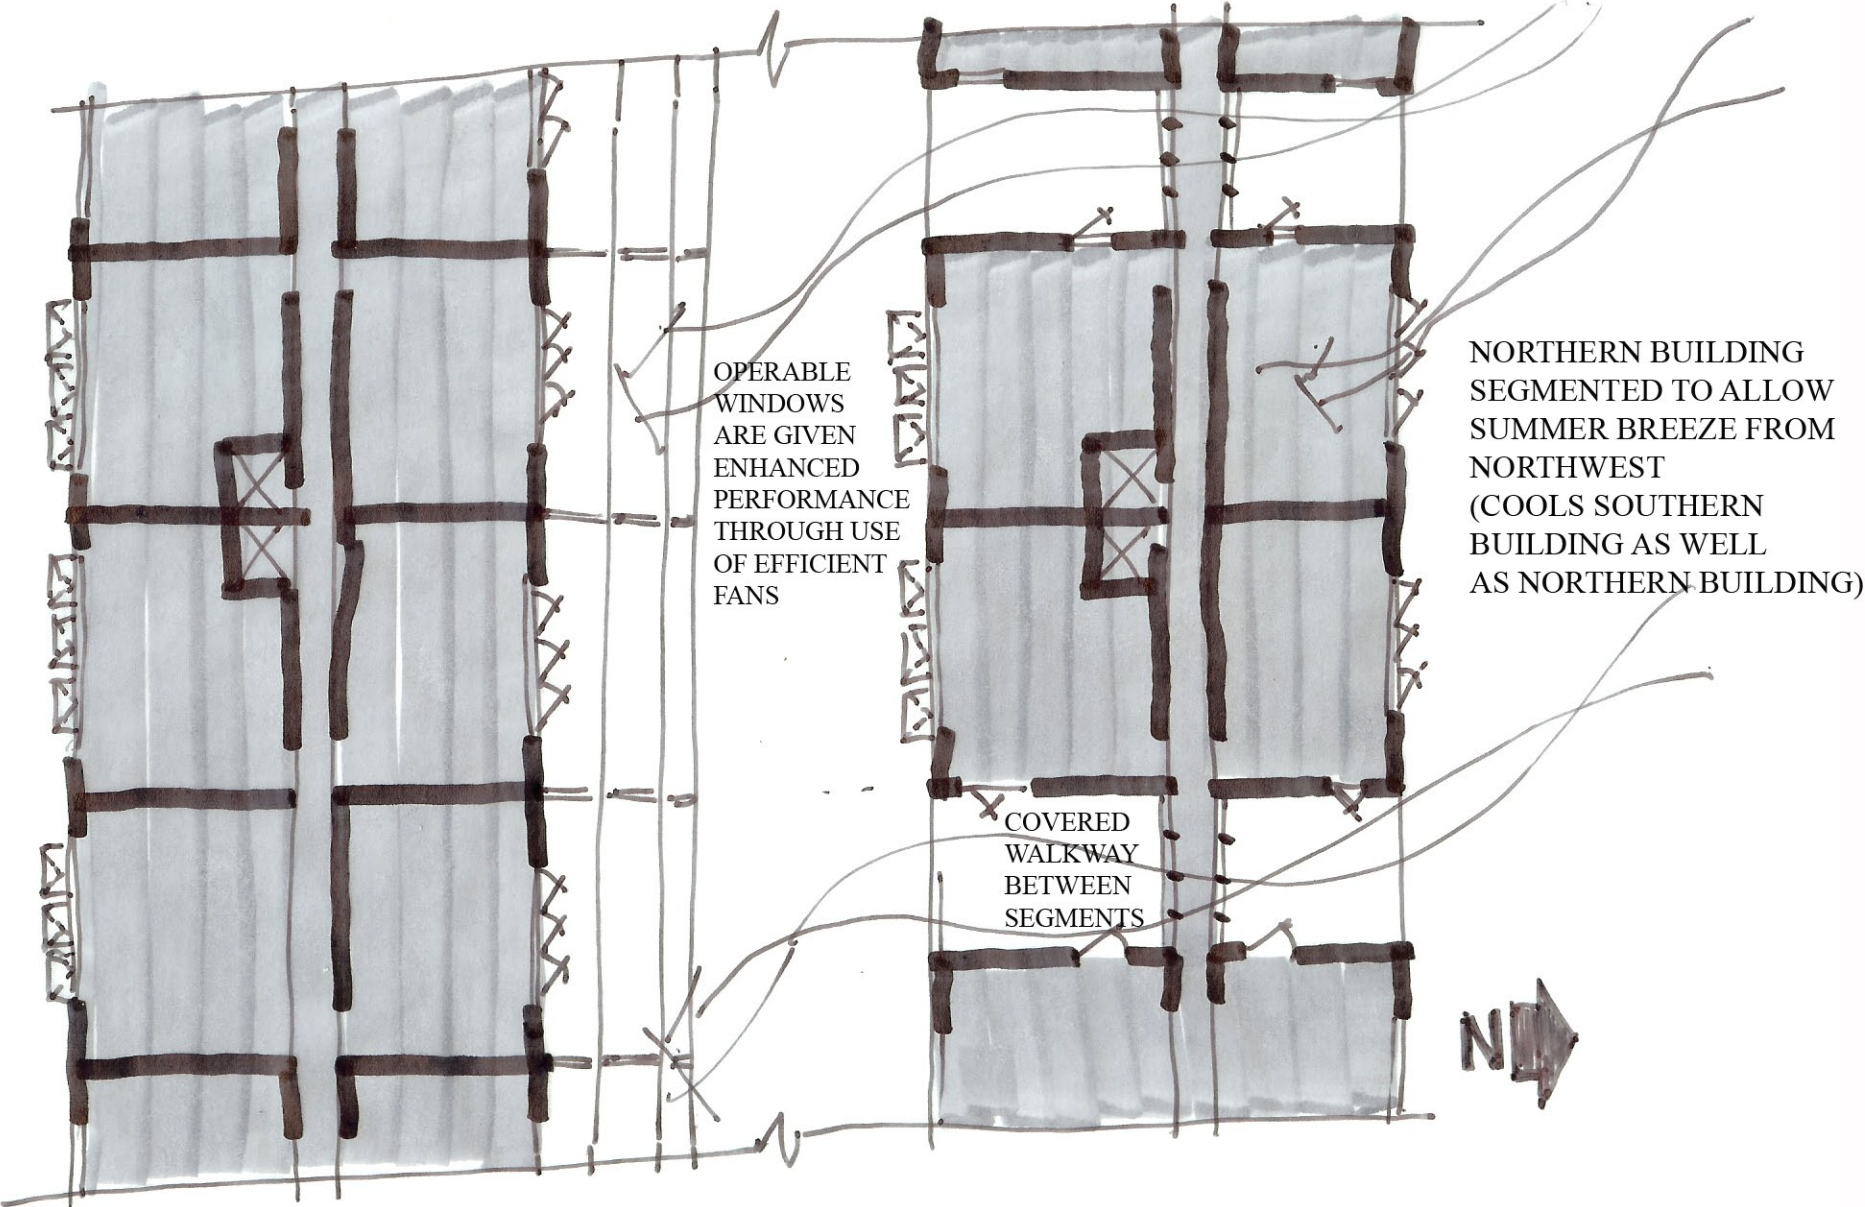 OPERABLE
WINDOWS
ARE GIVEN
ENHANCED
PERFORMANCE
THROUGH USE
OF EFFICIENT
FANS
NORTHERN BUILDING
SEGMENTED TO ALLOW
SUMMER BREEZE FROM
NORTHWEST
(COOLS SOUTHERN
BUILDING AS WELL
AS NORTHERN BUILDING)
COVERED
WALKWAY
BETWEEN
SEGMENTS
N